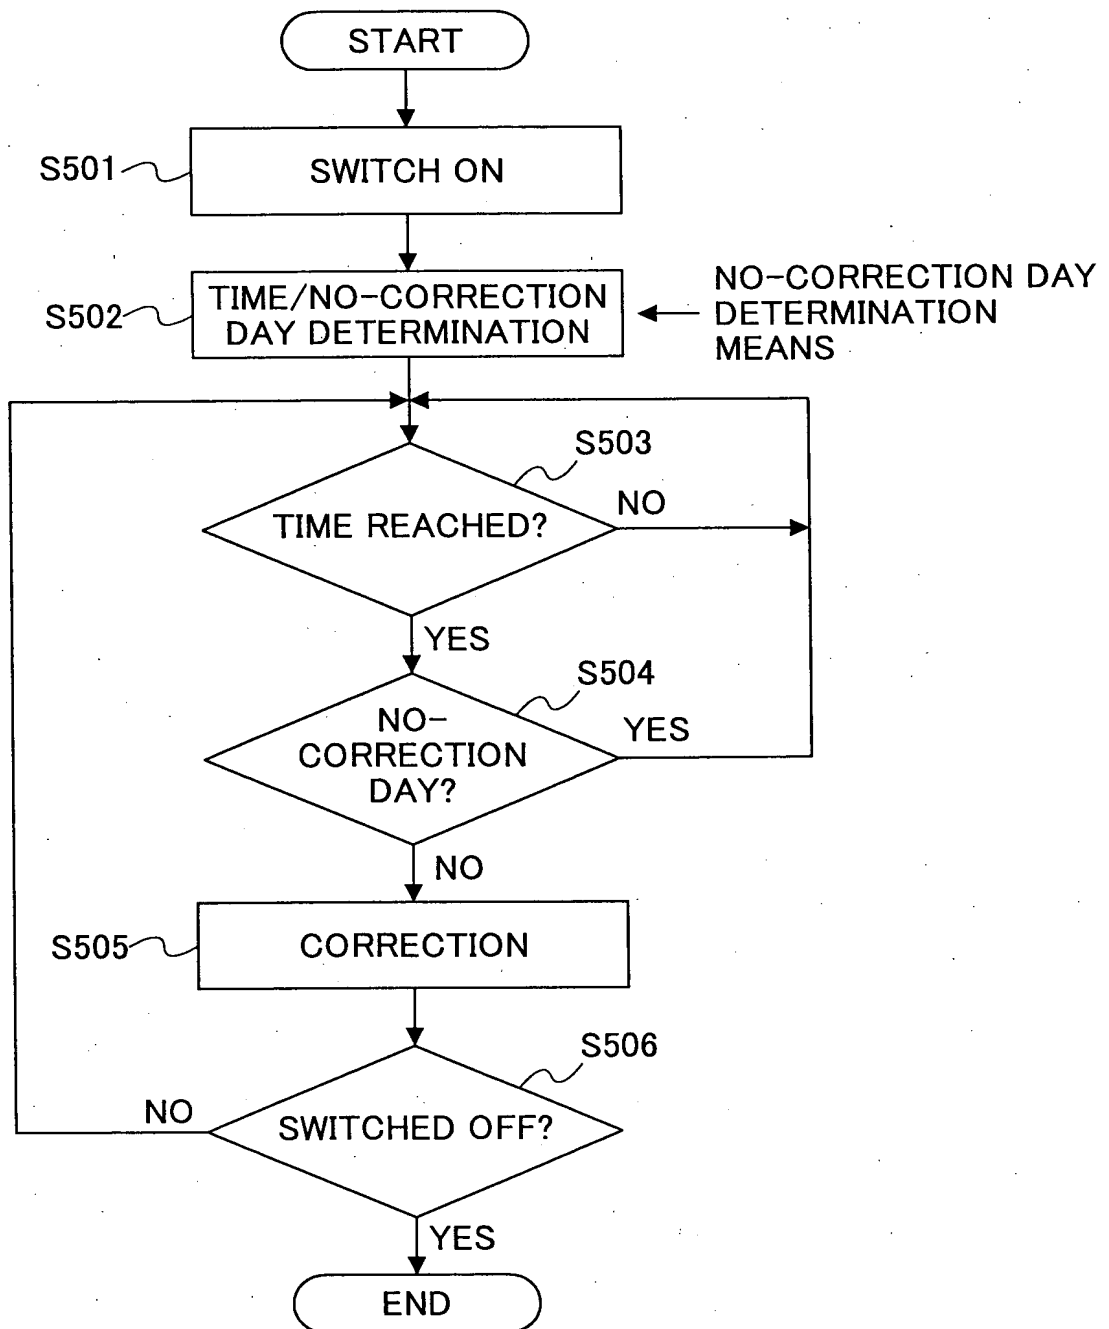 START
S501
SWITCH ON
S502
TIME/NO-CORRECTION
DAY DETERMINATION
NO-CORRECTION DAY
DETERMINATION
MEANS
S503
TIME REACHED?
NO
YES
S504
NO-
CORRECTION
DAY?
YES
NO
S505
CORRECTION
S506
SWITCHED OFF?
NO
YES
END